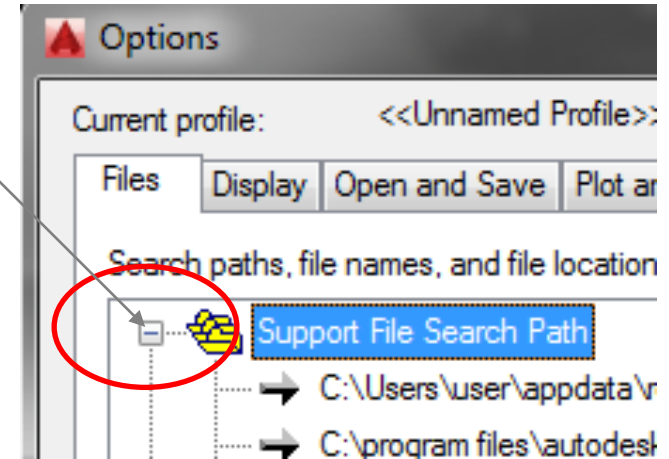 Options
Current profile: <<Unnamed Profile>>
Files Display Open and Save Plot
Search paths, file names, and file location
Support File Search Path
C:\Users\user\appdata\
C:\program files\autodesk